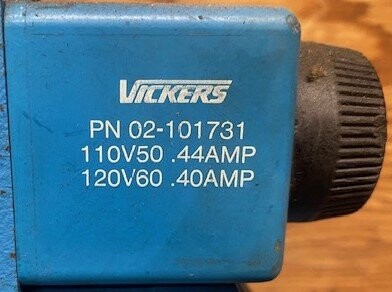 VICKERS
PN 02-101731
110V50 .44AMP
120V60 .40AMP